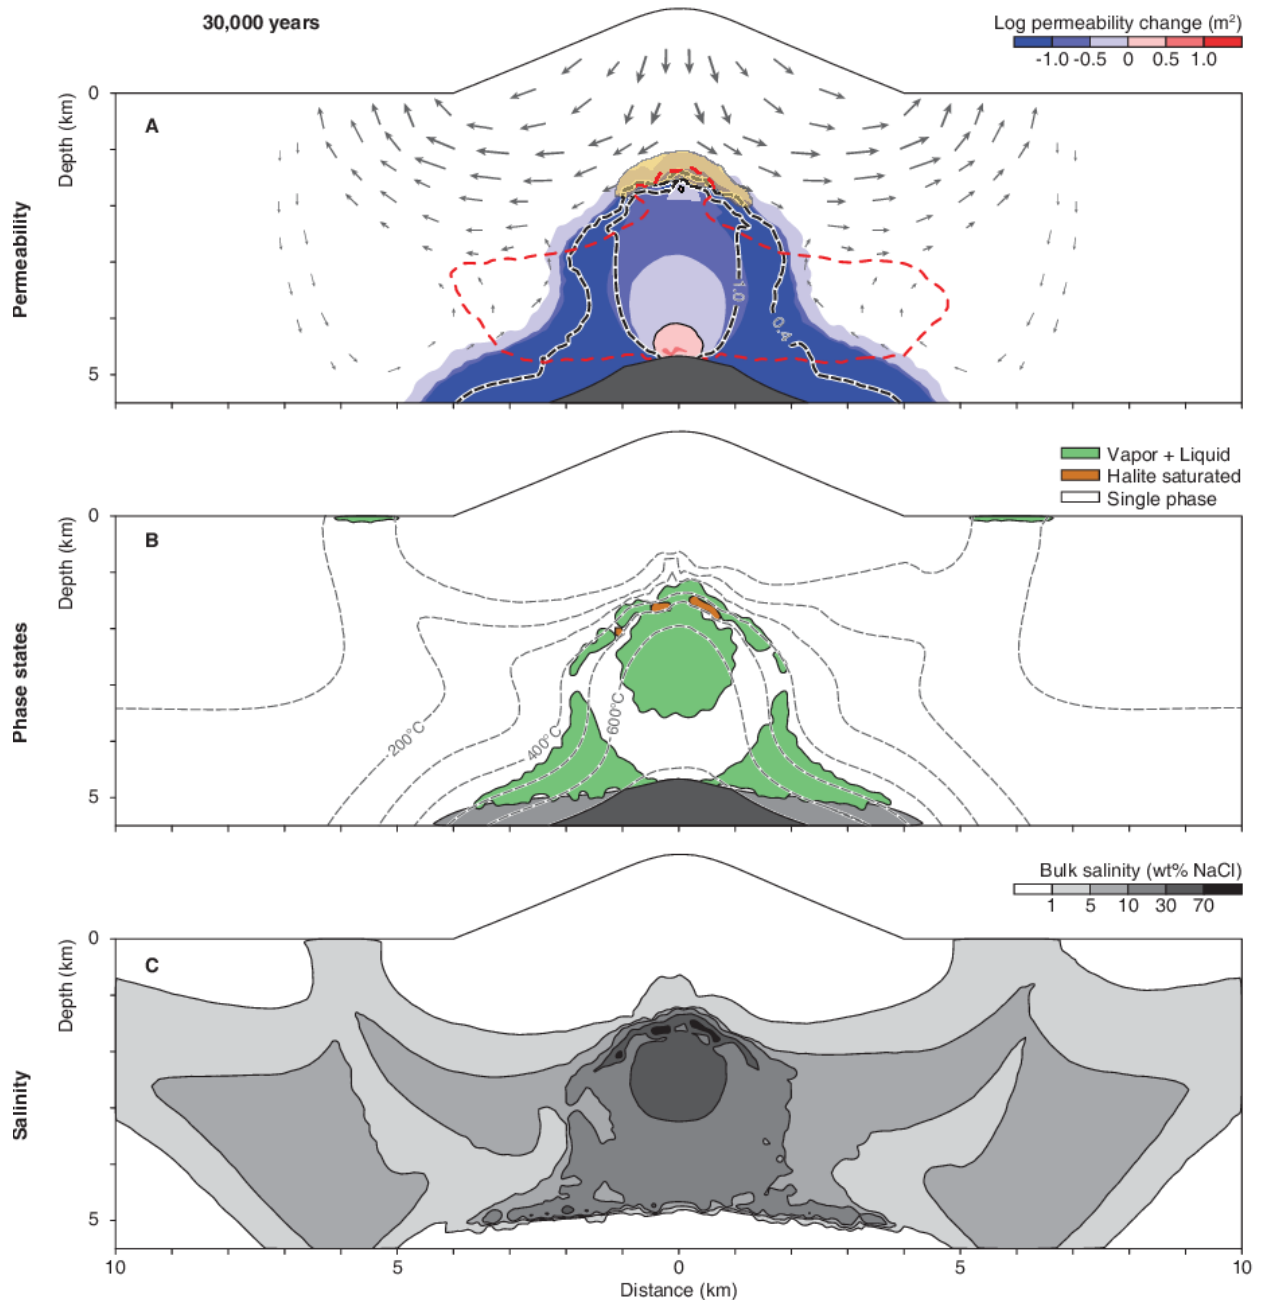 30,000 years
Log permeability change (m²)
-1.0 -0.5 0 0.5 1.0
0
A
Depth (km)
Permeability
1.0
0.4
5
Vapor + Liquid
Halite saturated
Single phase
0
B
Depth (km)
Phase states
200°C
400°C
600°C
5
Bulk salinity (wt% NaCl)
1 5 10 30 70
0
C
Depth (km)
Salinity
5
10 5 0 5 10
Distance (km)